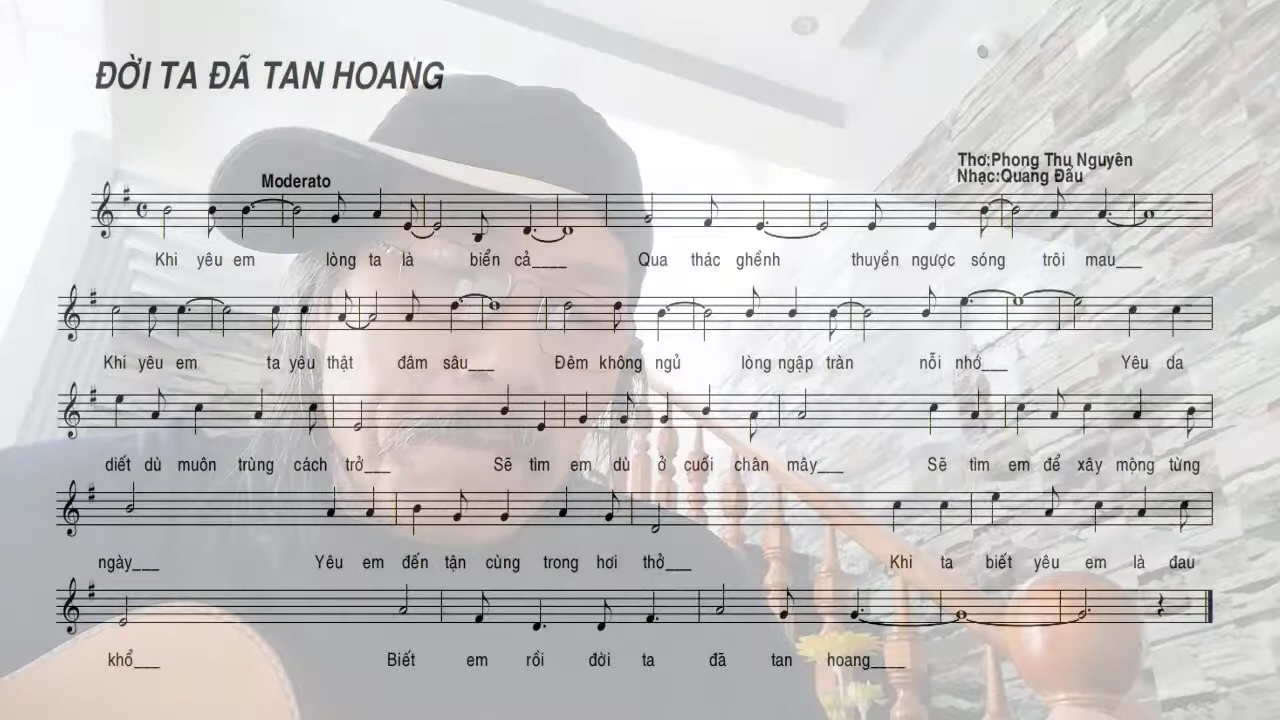 ĐỜI TA ĐÃ TAN HOANG
Thơ:Phong Thu Nguyên
Moderato
Nhạc:Quang Đẩu
Khi yêu em lòng ta là biển cả____ Qua thác ghềnh thuyền ngược sóng trôi mau___
Khi yêu em ta yêu thật đâm sâu___ Đêm không ngủ lòng ngập tràn nỗi nhớ___ Yêu da
diết dù muôn trùng cách trở___ Sẽ tìm em dù ở cuối chân mây___ Sẽ tìm em để xây mộng từng
ngày___ Yêu em đến tận cùng trong hơi thở___ Khi ta biết yêu em là đau
khổ___ Biết em rồi đời ta đã tan hoang____